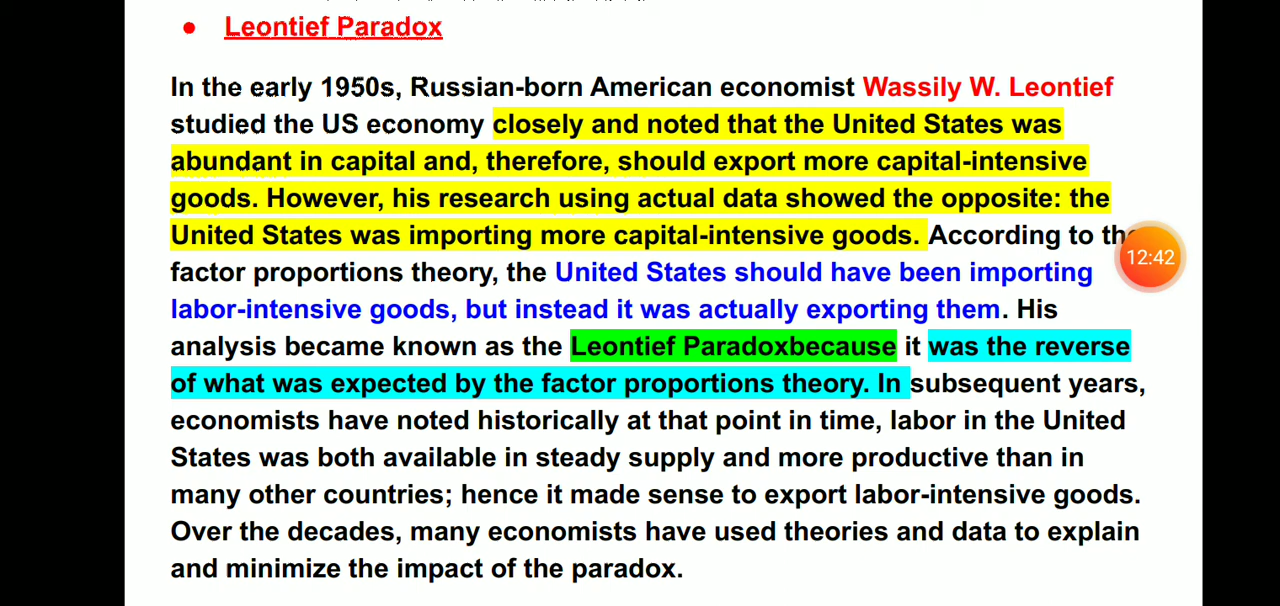 Leontief Paradox
In the early 1950s, Russian-born American economist Wassily W. Leontief
studied the US economy closely and noted that the United States was
abundant in capital and, therefore, should export more capital-intensive
goods. However, his research using actual data showed the opposite: the
United States was importing more capital-intensive goods. According to the
12:42
factor proportions theory, the United States should have been importing
labor-intensive goods, but instead it was actually exporting them. His
analysis became known as the Leontief Paradoxbecause it was the reverse
of what was expected by the factor proportions theory. In subsequent years,
economists have noted historically at that point in time, labor in the United
States was both available in steady supply and more productive than in
many other countries; hence it made sense to export labor-intensive goods.
Over the decades, many economists have used theories and data to explain
and minimize the impact of the paradox.